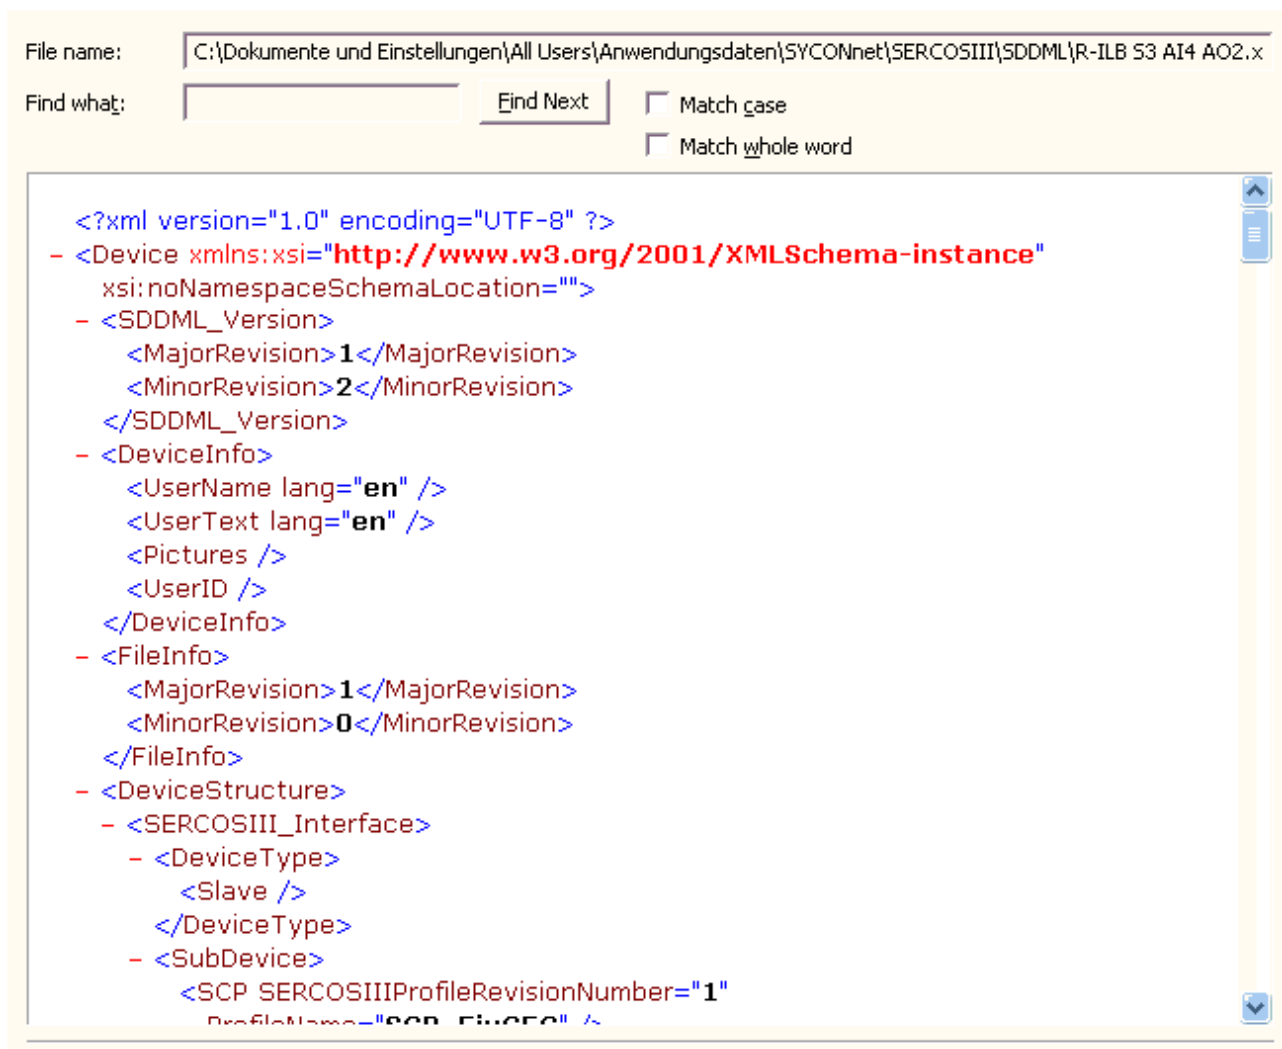 File name: C:\Dokumente und Einstellungen\All Users\Anwendungsdaten\SYCONnet\SERCOSIII\SDDML\R-ILB S3 AI4 AO2.x
Find what: Find Next Match case
Match whole word
<?xml version="1.0" encoding="UTF-8" ?>
- <Device xmlns:xsi="http://www.w3.org/2001/XMLSchema-instance"
xsi:noNamespaceSchemaLocation="">
- <SDDML_Version>
<MajorRevision>1</MajorRevision>
<MinorRevision>2</MinorRevision>
</SDDML_Version>
- <DeviceInfo>
<UserName lang="en" />
<UserText lang="en" />
<Pictures />
<UserID />
</DeviceInfo>
- <FileInfo>
<MajorRevision>1</MajorRevision>
<MinorRevision>0</MinorRevision>
</FileInfo>
- <DeviceStructure>
- <SERCOSIII_Interface>
- <DeviceType>
<Slave />
</DeviceType>
- <SubDevice>
<SCP SERCOSIIIProfileRevisionNumber="1"
ProfileName="SCP_FixCFG" />